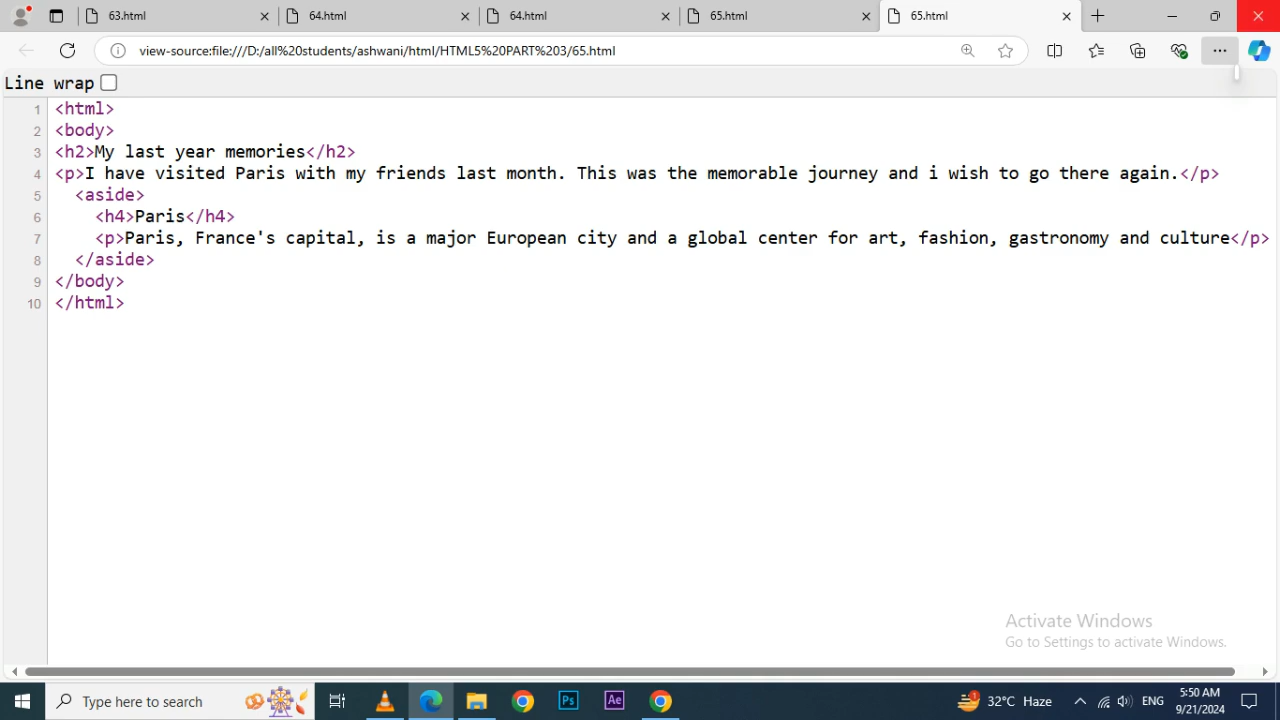 63.html
64.html
64.html
65.html
65.html
view-source:file:///D:/all%20students/ashwani/html/HTML5%20PART%203/65.html
Line wrap
1 <html>
2 <body>
3 <h2>My last year memories</h2>
4 <p>I have visited Paris with my friends last month. This was the memorable journey and i wish to go there again.</p>
5 <aside>
6 <h4>Paris</h4>
7 <p>Paris, France's capital, is a major European city and a global center for art, fashion, gastronomy and culture</p>
8 </aside>
9 </body>
10 </html>
Activate Windows
Go to Settings to activate Windows.
Type here to search
Ps
Ae
1
32°C Haze
ENG
5:50 AM
9/21/2024